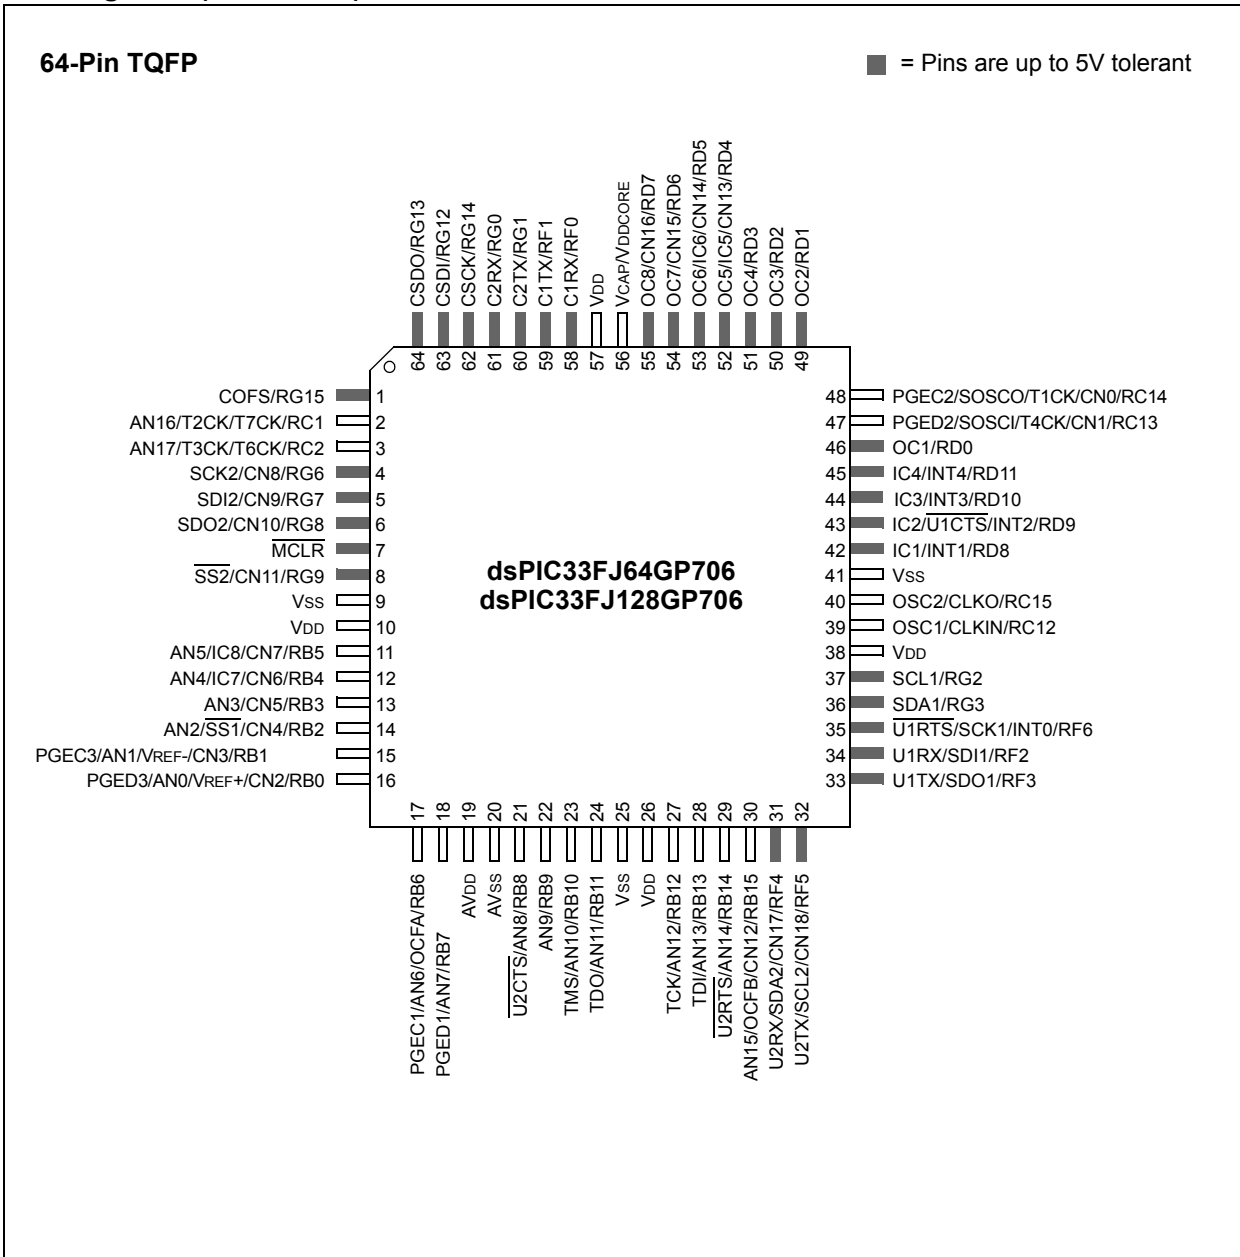 64-Pin TQFP
= Pins are up to 5V tolerant
CSDO/RG13
CSDI/RG12
CSCK/RG14
C2RX/RG0
C2TX/RG1
C1TX/RF1
C1RX/RF0
VDD
VCAP/VDDCORE
OC8/CN16/RD7
OC7/CN15/RD6
OC6/IC6/CN14/RD5
OC5/IC5/CN13/RD4
OC4/RD3
OC3/RD2
OC2/RD1
64 63 62 61 60 59 58 57 56 55 54 53 52 51 50 49
COFS/RG15 1
AN16/T2CK/T7CK/RC1 2
AN17/T3CK/T6CK/RC2 3
SCK2/CN8/RG6 4
SDI2/CN9/RG7 5
SDO2/CN10/RG8 6
MCLR 7
SS2/CN11/RG9 8
VSS 9
VDD 10
AN5/IC8/CN7/RB5 11
AN4/IC7/CN6/RB4 12
AN3/CN5/RB3 13
AN2/SS1/CN4/RB2 14
PGEC3/AN1/VREF-/CN3/RB1 15
PGED3/AN0/VREF+/CN2/RB0 16
dsPIC33FJ64GP706
dsPIC33FJ128GP706
48 PGEC2/SOSCO/T1CK/CN0/RC14
47 PGED2/SOSCI/T4CK/CN1/RC13
46 OC1/RD0
45 IC4/INT4/RD11
44 IC3/INT3/RD10
43 IC2/U1CTS/INT2/RD9
42 IC1/INT1/RD8
41 VSS
40 OSC2/CLKO/RC15
39 OSC1/CLKIN/RC12
38 VDD
37 SCL1/RG2
36 SDA1/RG3
35 U1RTS/SCK1/INT0/RF6
34 U1RX/SDI1/RF2
33 U1TX/SDO1/RF3
17 18 19 20 21 22 23 24 25 26 27 28 29 30 31 32
PGEC1/AN6/OCFA/RB6
PGED1/AN7/RB7
AVDD
AVSS
U2CTS/AN8/RB8
AN9/RB9
TMS/AN10/RB10
TDO/AN11/RB11
VSS
VDD
TCK/AN12/RB12
TDI/AN13/RB13
U2RTS/AN14/RB14
AN15/OCFB/CN12/RB15
U2RX/SDA2/CN17/RF4
U2TX/SCL2/CN18/RF5